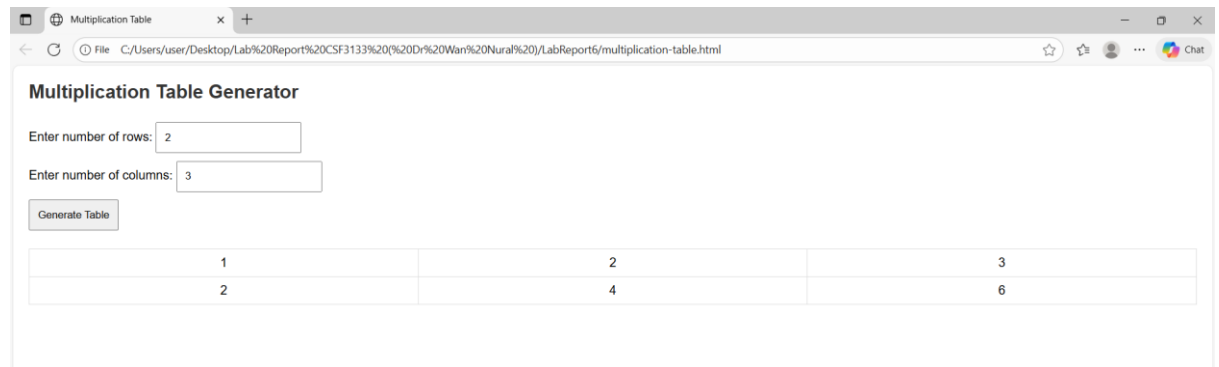 Multiplication Table
File C:/Users/user/Desktop/Lab%20Report%20CSF3133%20(%20Dr%20Wan%20Nural%20)/LabReport6/multiplication-table.html
Chat
Multiplication Table Generator
Enter number of rows: 2
Enter number of columns: 3
Generate Table
1 2 3
2 4 6